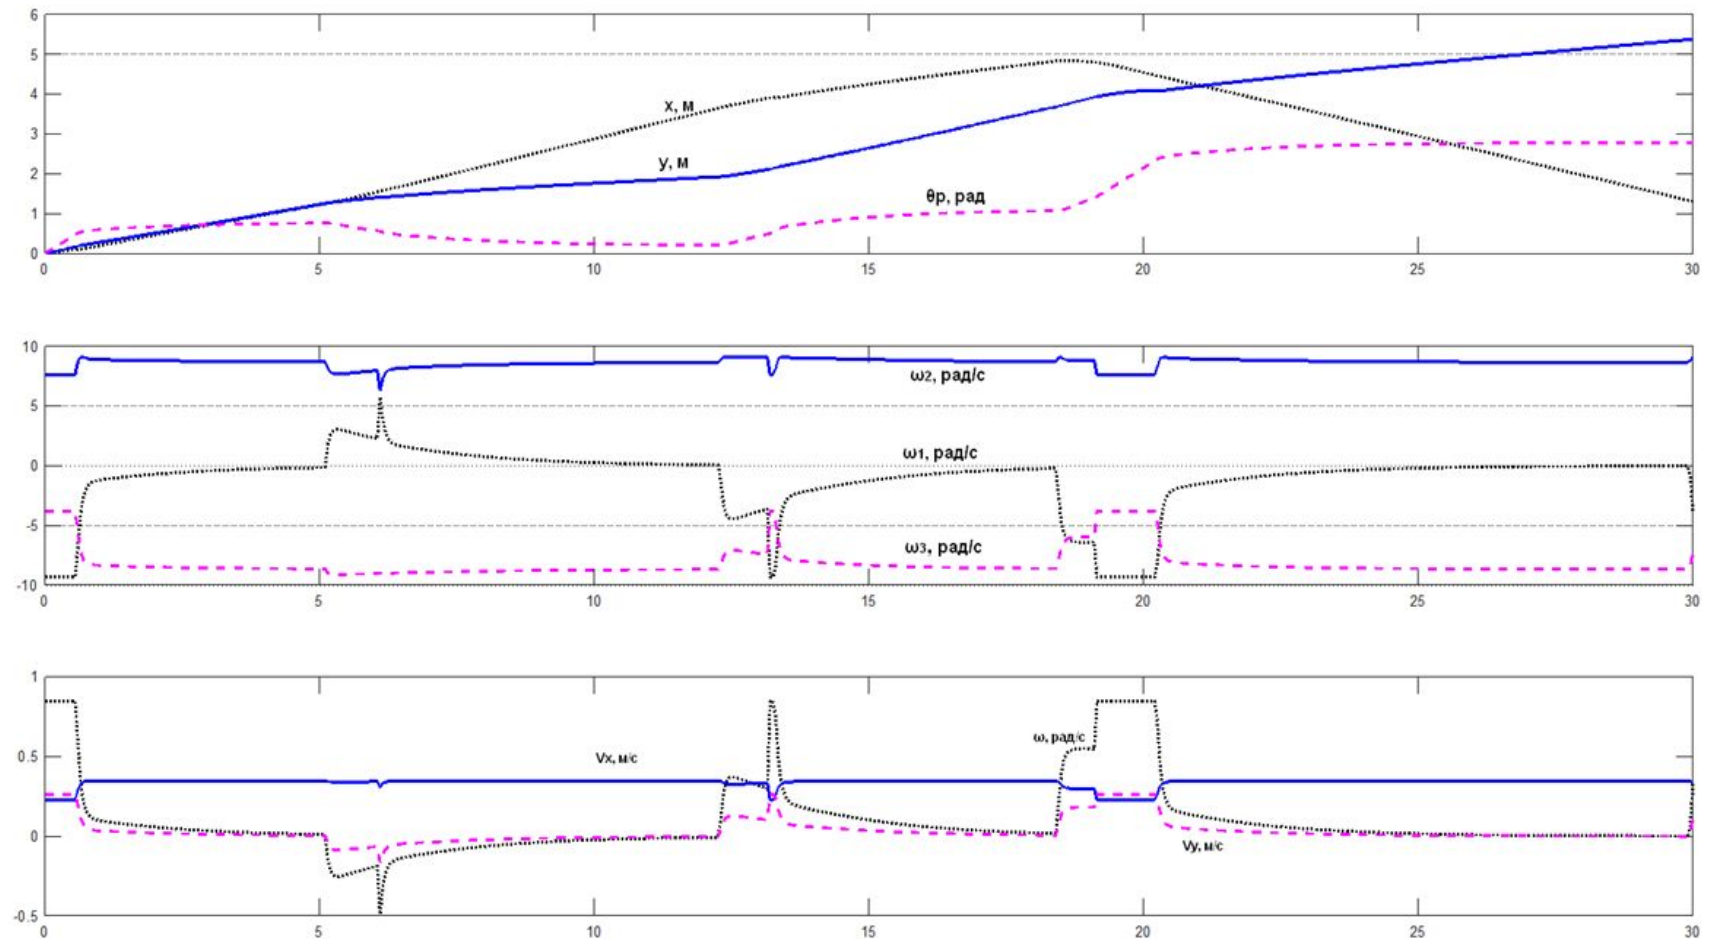 6
5
x, м
4
3
y, м
2
θp, рад
1
0
0 5 10 15 20 25 30
10
ω2, рад/с
5
ω1, рад/с
0
-5
ω3, рад/с
-10
0 5 10 15 20 25 30
1
ω, рад/с
Vx, м/с
0.5
0
Vy, м/с
-0.5
0 5 10 15 20 25 30